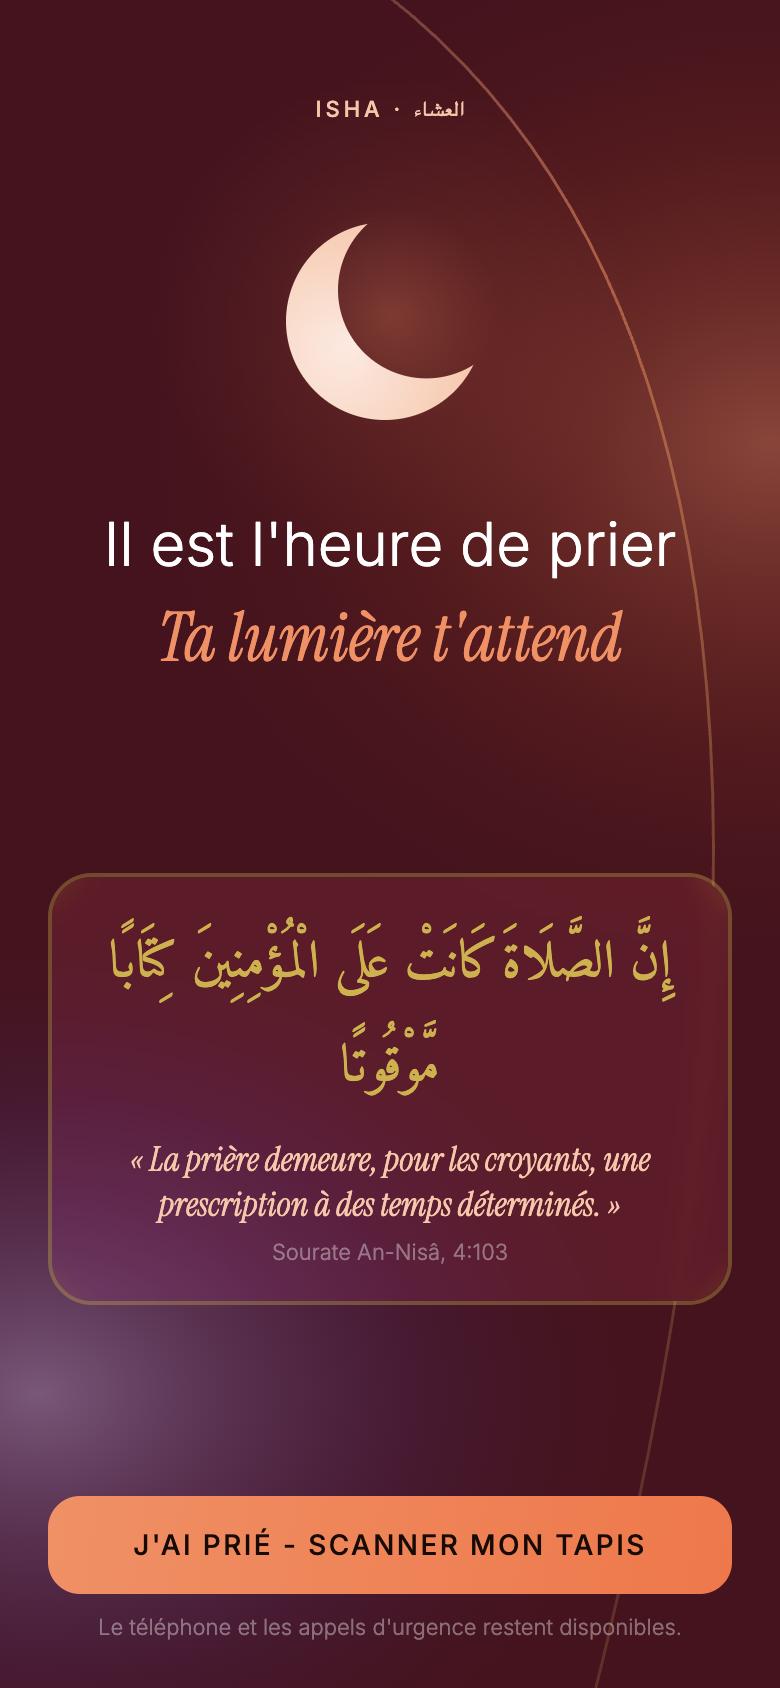 ISHA · العشاء
Il est l'heure de prier
Ta lumière t'attend
إِنَّ الصَّلَاةَ كَانَتْ عَلَى الْمُؤْمِنِينَ كِتَابًا
مَّوْقُوتًا
« La prière demeure, pour les croyants, une
prescription à des temps déterminés. »
Sourate An-Nisâ, 4:103
J'AI PRIÉ - SCANNER MON TAPIS
Le téléphone et les appels d'urgence restent disponibles.